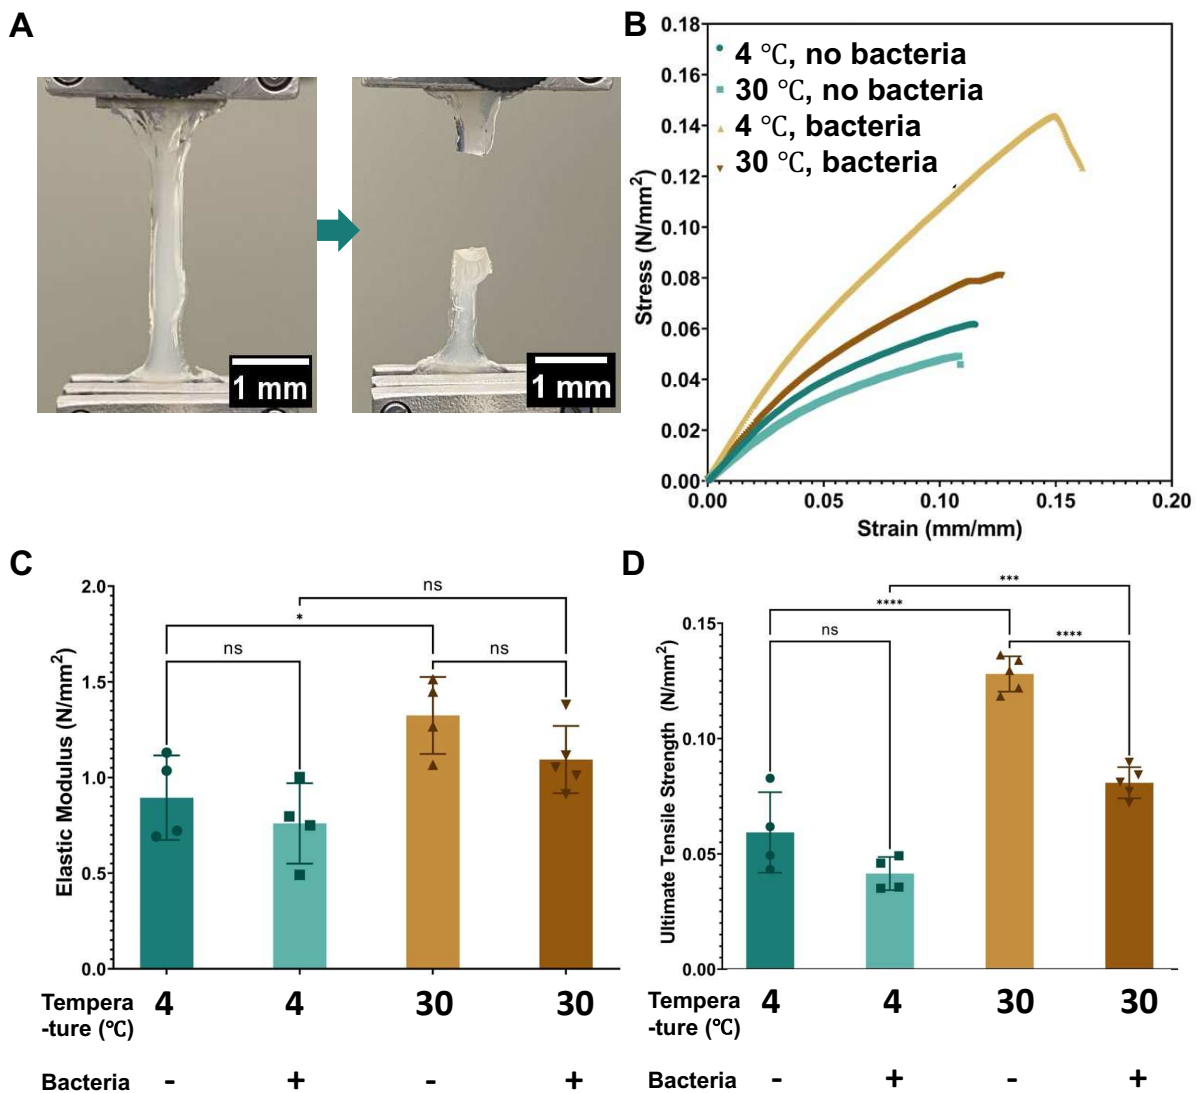 A
1 mm
1 mm
B
0.18
0.16
0.14
0.12
0.10
0.08
0.06
0.04
0.02
0.00
Stress (N/mm²)
4 ℃, no bacteria
30 ℃, no bacteria
4 ℃, bacteria
30 ℃, bacteria
0.00 0.05 0.10 0.15 0.20
Strain (mm/mm)
C
2.0
1.5
1.0
0.5
0.0
Elastic Modulus (N/mm²)
ns
*
ns
ns
Tempera
-ture (℃)
4 4 30 30
Bacteria - + - +
D
0.15
0.10
0.05
0.00
Ultimate Tensile Strength (N/mm²)
***
****
ns
****
Tempera
-ture (℃)
4 4 30 30
Bacteria - + - +